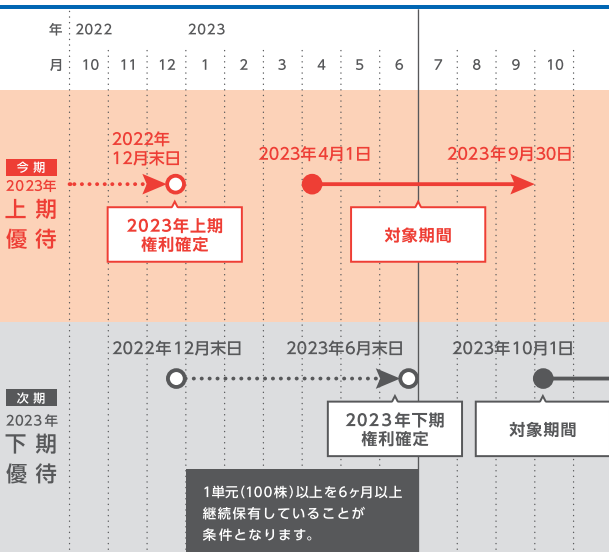 年 2022 2023
月 10 11 12 1 2 3 4 5 6 7 8 9 10
今期
2023年
上期
優待
2022年
12月末日
2023年4月1日
2023年9月30日
2023年上期
権利確定
対象期間
次期
2023年
下期
優待
2022年12月末日
2023年6月末日
2023年10月1日
2023年下期
権利確定
対象期間
1単元(100株)以上を6ヶ月以上
継続保有していることが
条件となります。